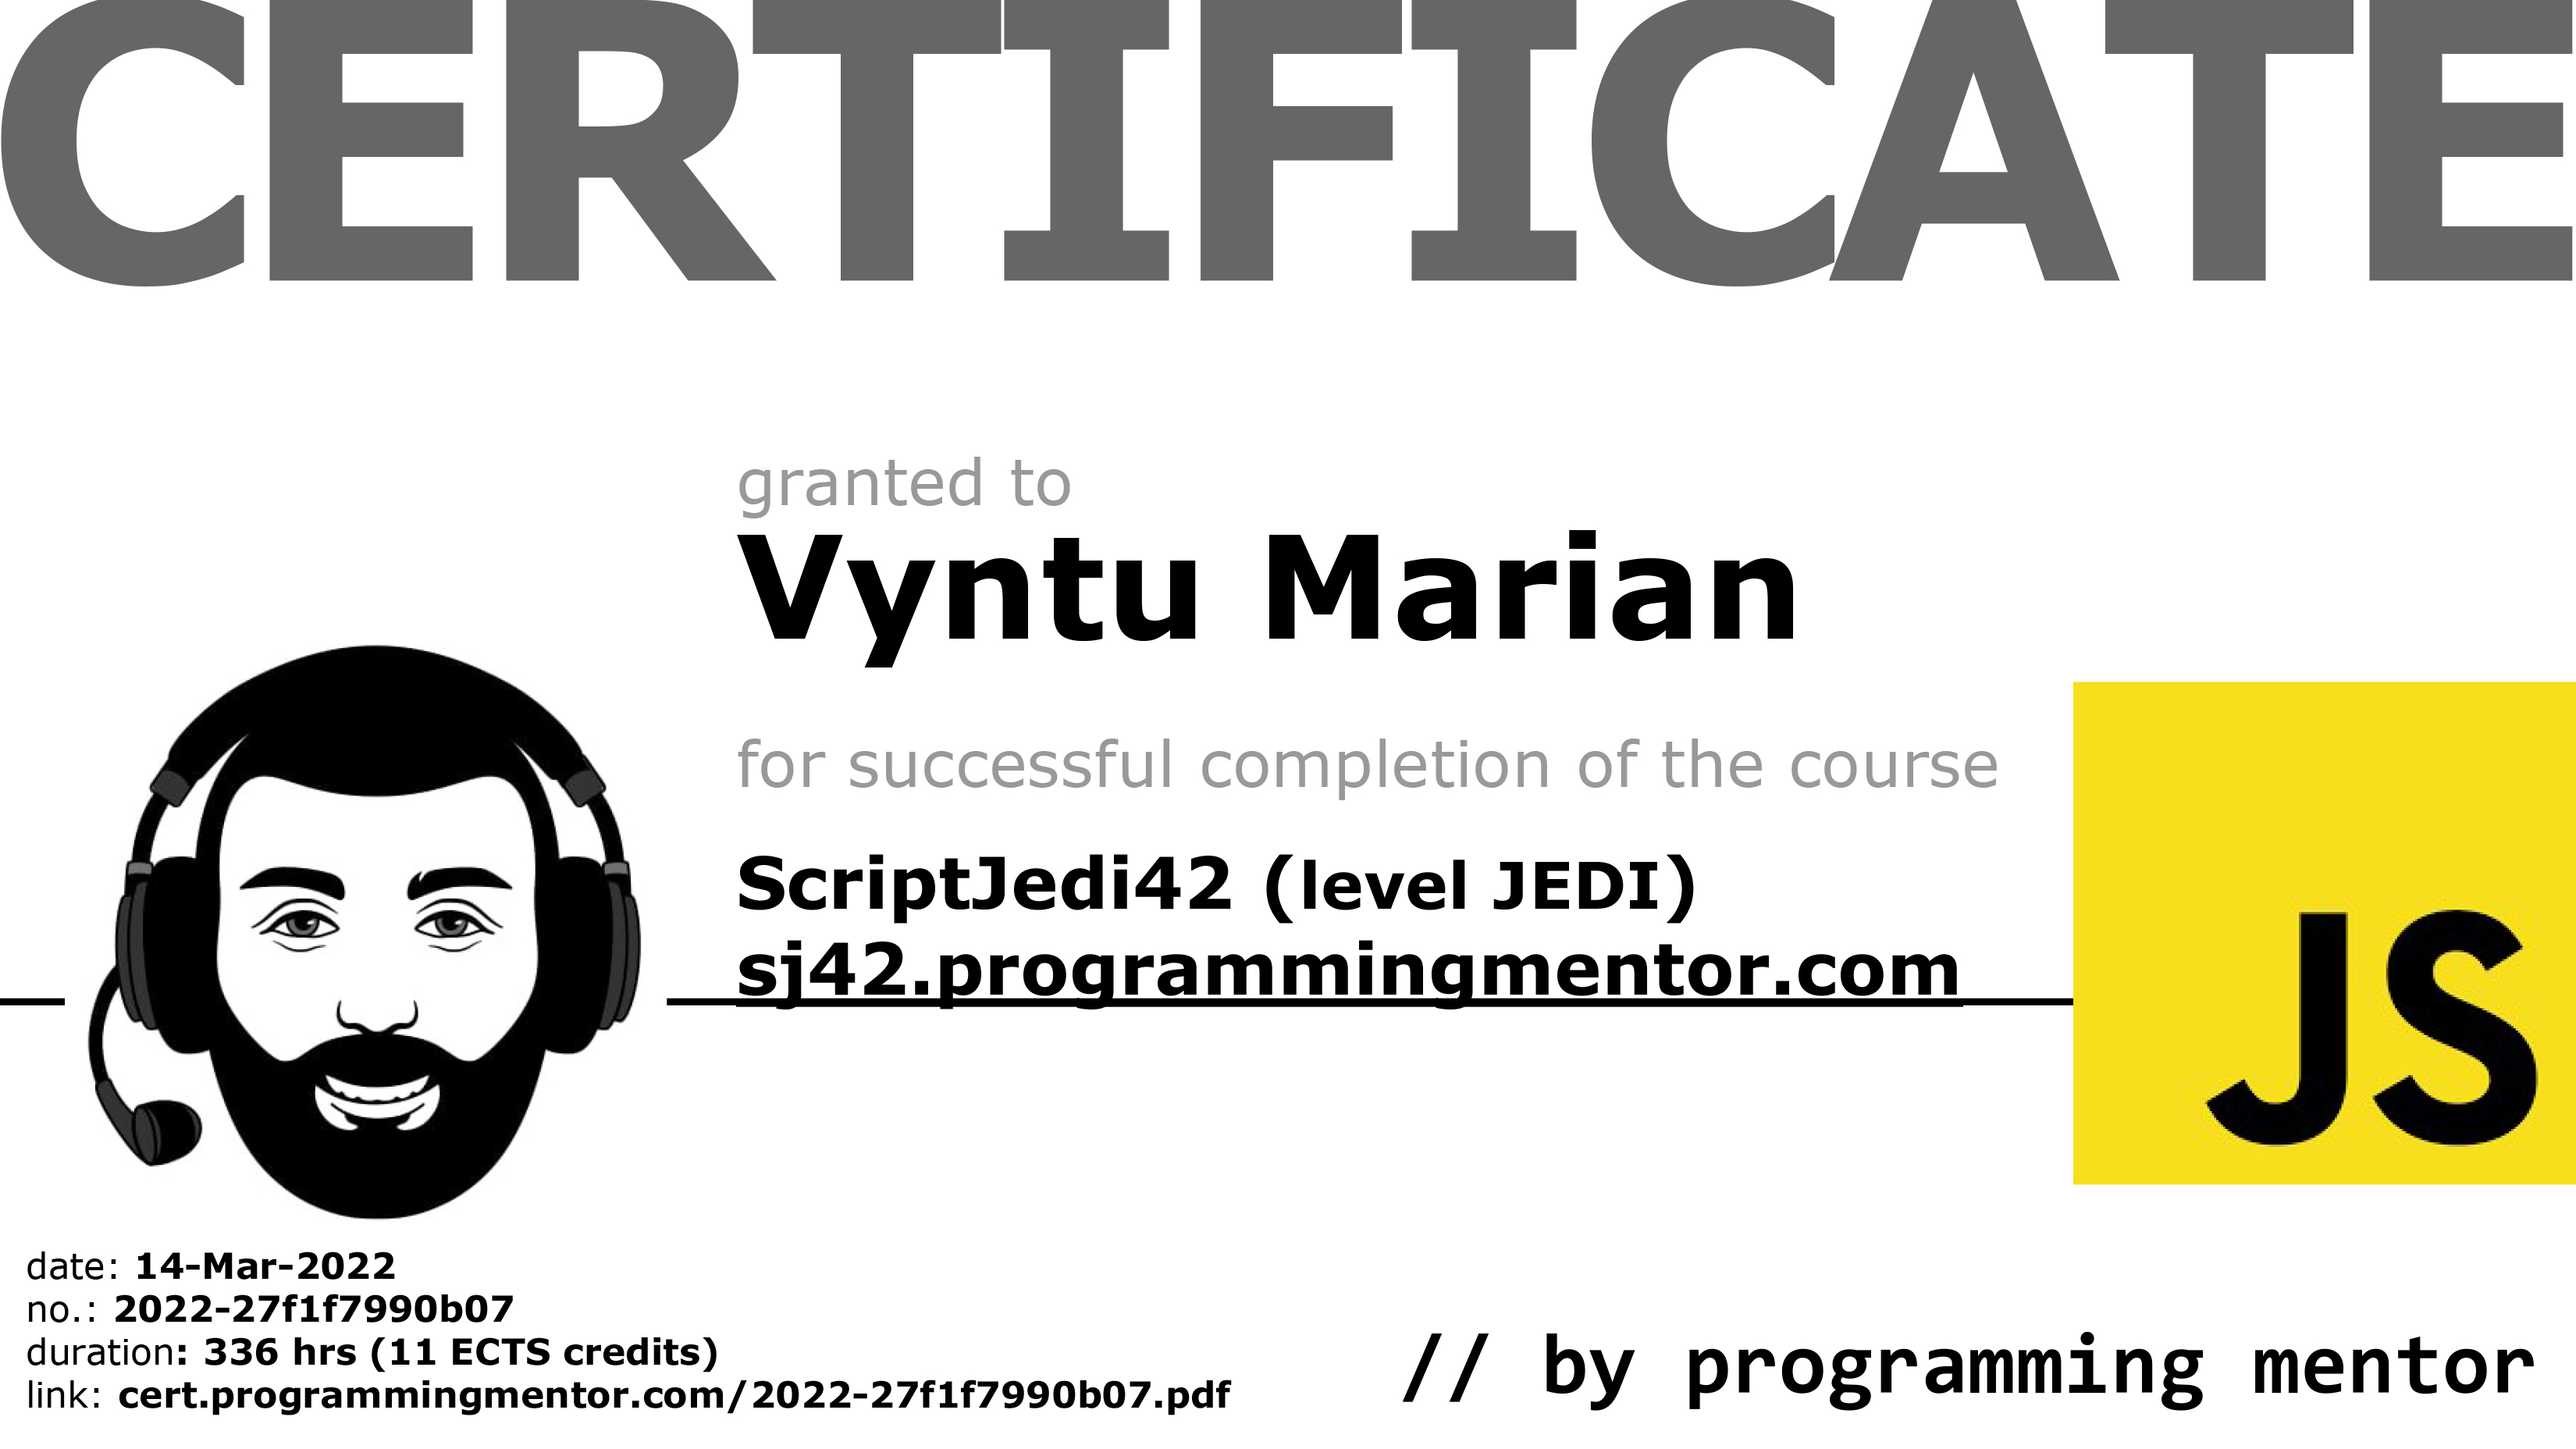 CERTIFICATE
granted to
Vyntu Marian
for successful completion of the course
ScriptJedi42 (level JEDI)
sj42.programmingmentor.com
JS
date: 14-Mar-2022
no.: 2022-27f1f7990b07
duration: 336 hrs (11 ECTS credits)
link: cert.programmingmentor.com/2022-27f1f7990b07.pdf
// by programming mentor